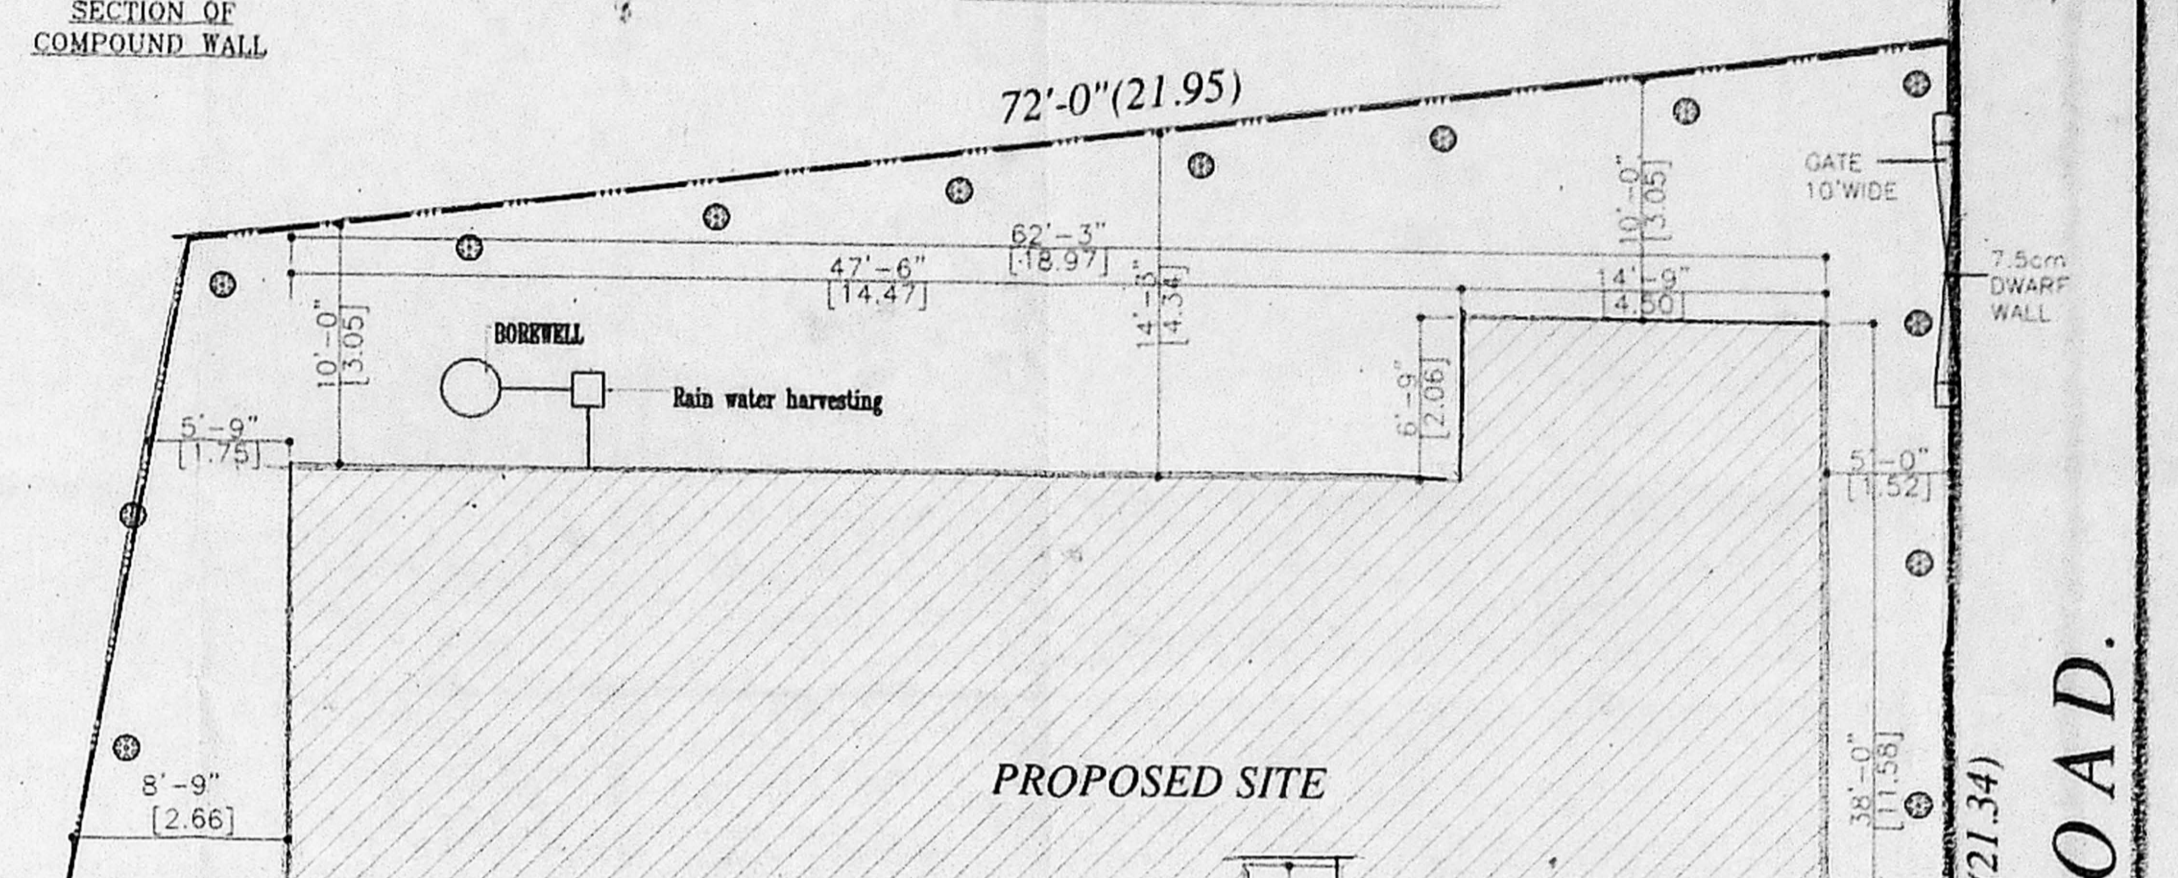 SECTION OF
COMPOUND WALL
72'-0"(21.95)
GATE
10'WIDE
10'-0"
[3.05]
62'-3"
[18.97]
47'-6"
[14.47]
14'-9"
[4.50]
7.5cm
DWARF
WALL
14'-3"
[4.34]
10'-0"
[3.05]
BOREWELL
Rain water harvesting
6'-9"
[2.06]
5'-9"
[1.75]
5'-0"
[1.52]
PROPOSED SITE
8'-9"
[2.66]
38'-0"
[11.58]
(21.34)
OAD.